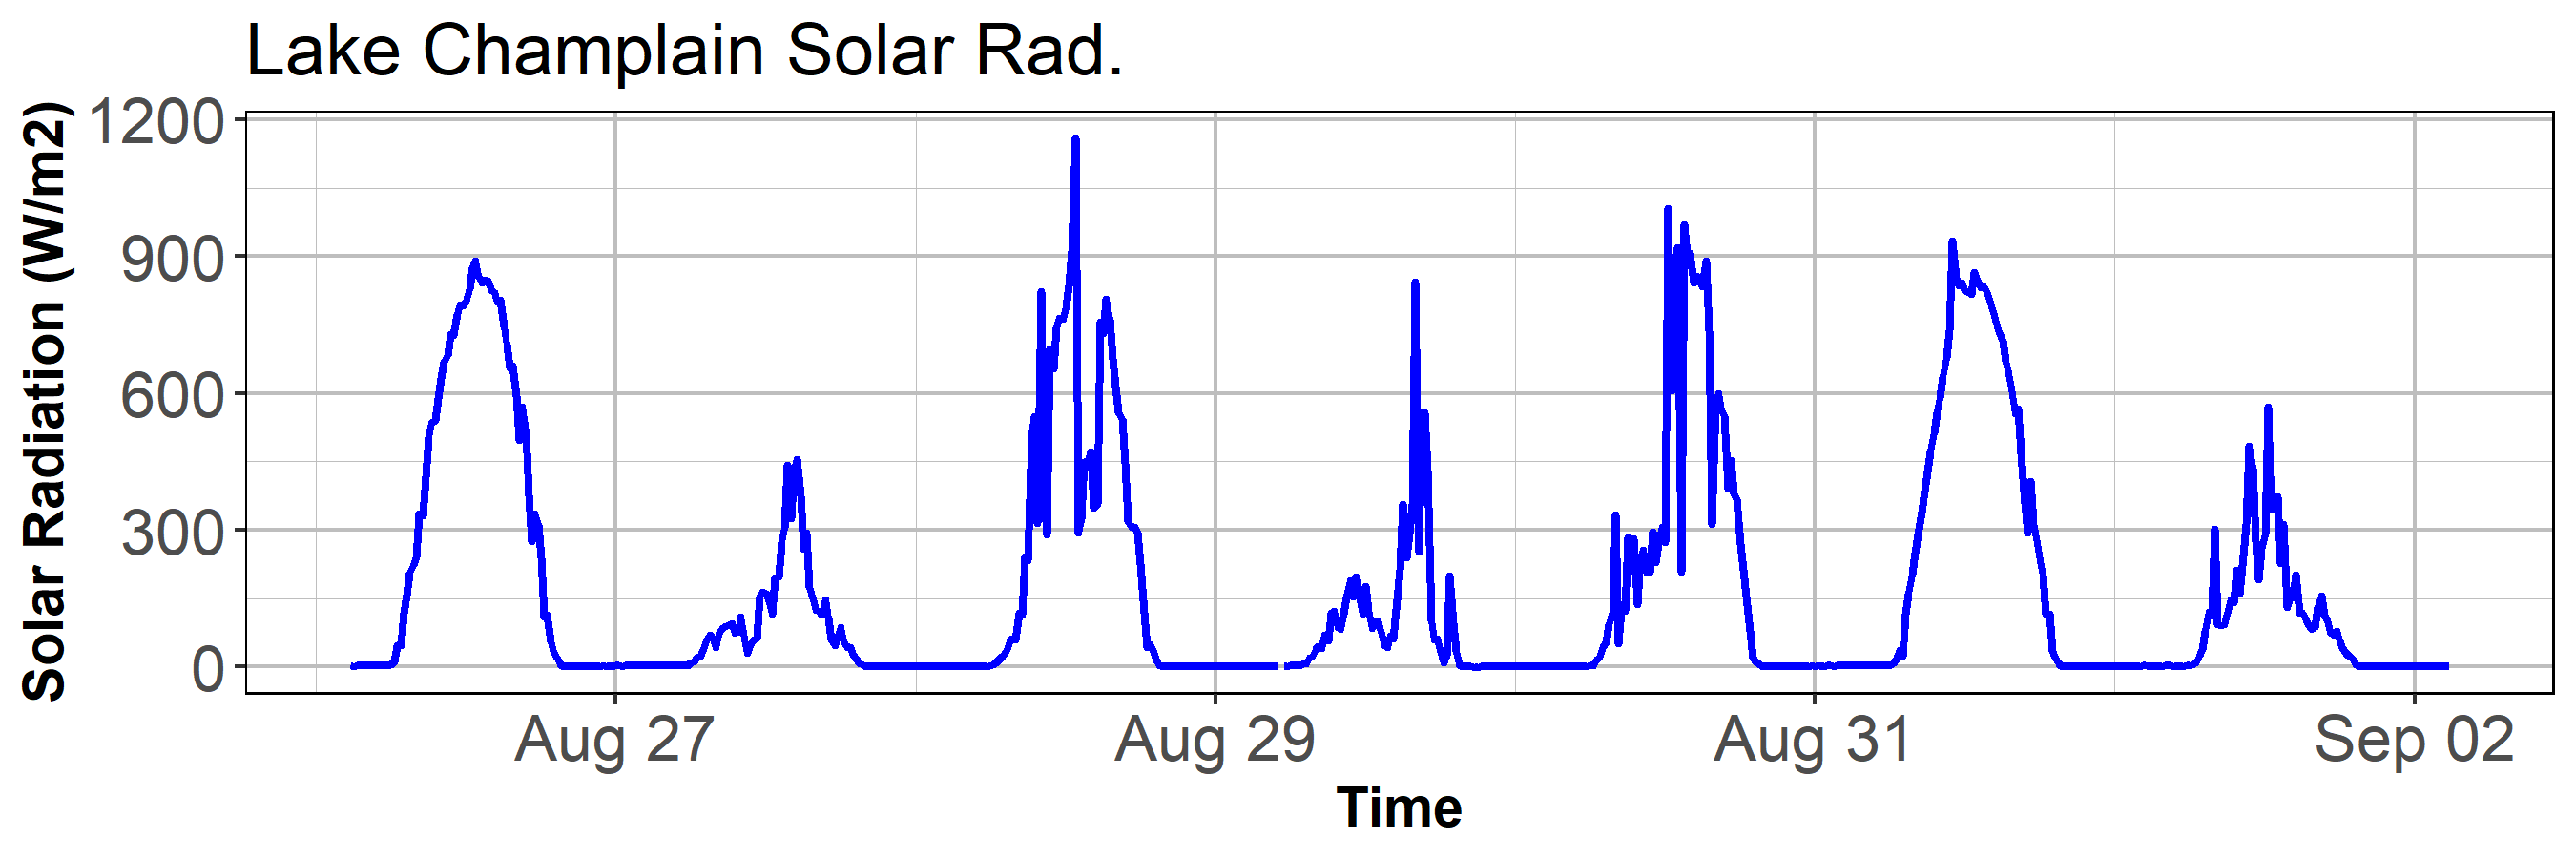 Lake Champlain Solar Rad.
Solar Radiation (W/m2)
1200
900
600
300
0
Aug 27
Aug 29
Aug 31
Sep 02
Time